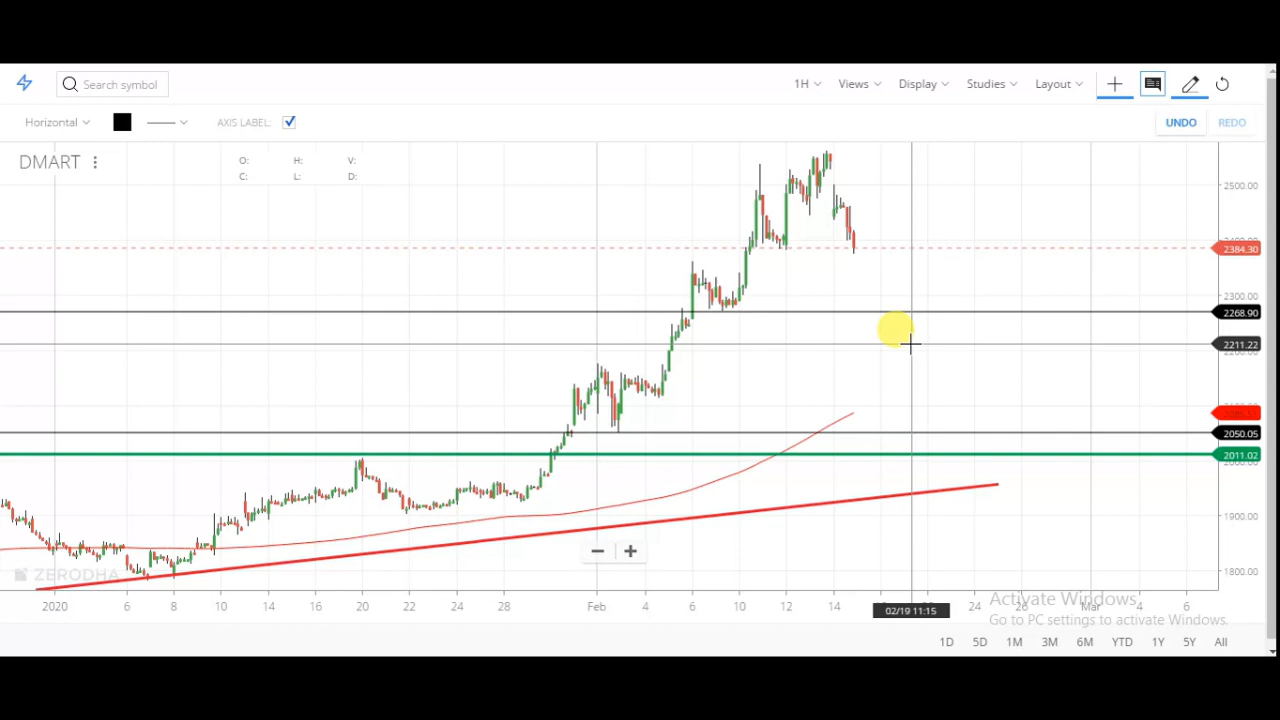 Search symbol
1H Views Display Studies Layout
Horizontal AXIS LABEL: UNDO REDO
DMART
O: H: V:
C: L: D:
2500.00
2384.30
2300.00
2268.90
2211.22
2050.05
2011.02
1900.00
1800.00
ZERODHA
2020 6 8 10 14 16 20 22 24 28 Feb 4 6 10 12 14 24 26 Mar 6
02/19 11:15
Activate Windows
Go to PC settings to activate Windows.
1D 5D 1M 3M 6M YTD 1Y 5Y All